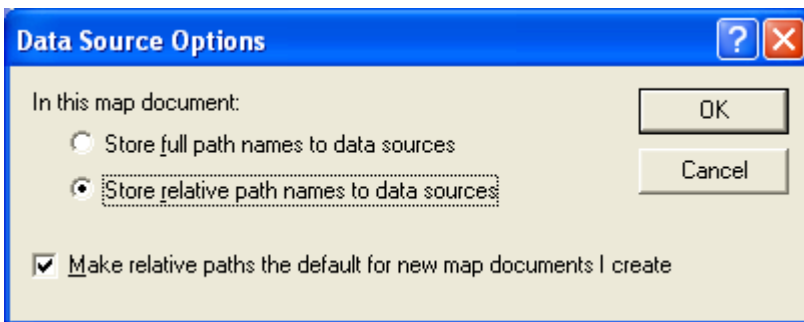 Data Source Options
In this map document:
OK
Store full path names to data sources
Cancel
Store relative path names to data sources
Make relative paths the default for new map documents I create